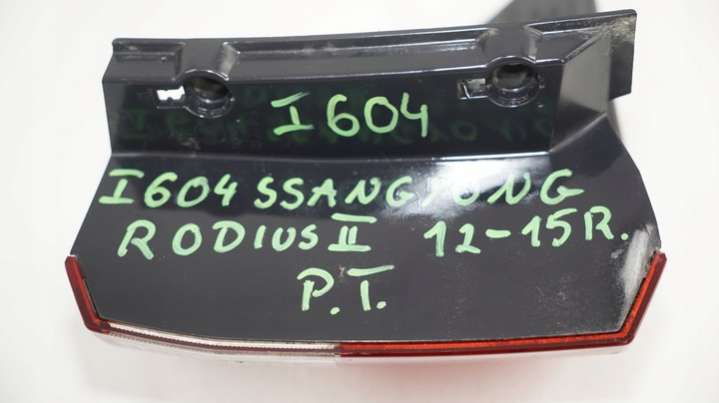 I604
I604 SSANGYONG
RODIUS II 12-15R.
P.T.